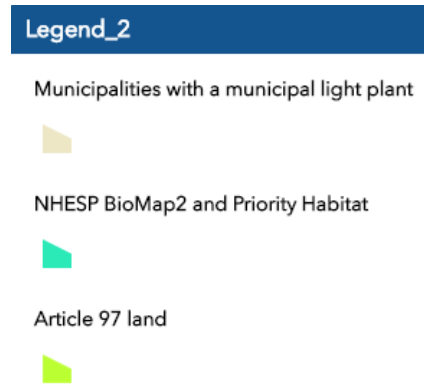 Legend_2
Municipalities with a municipal light plant
NHESP BioMap2 and Priority Habitat
Article 97 land